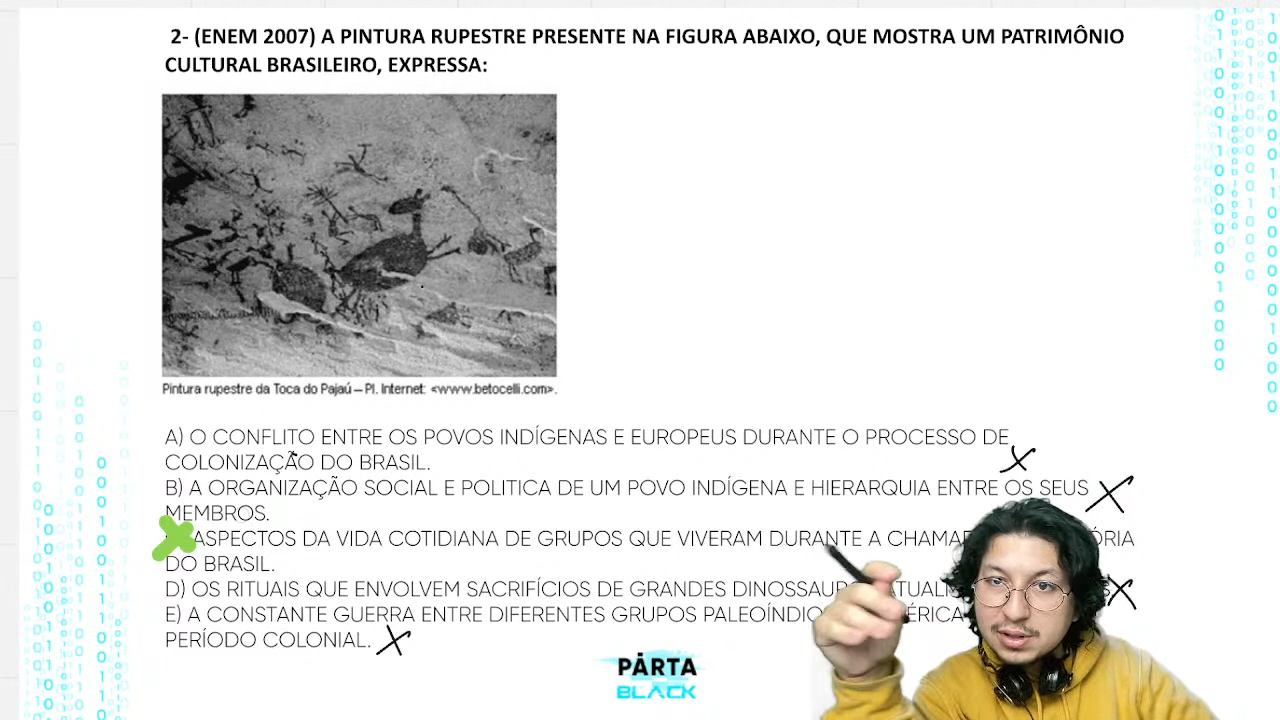 2- (ENEM 2007) A PINTURA RUPESTRE PRESENTE NA FIGURA ABAIXO, QUE MOSTRA UM PATRIMÔNIO
CULTURAL BRASILEIRO, EXPRESSA:
Pintura rupestre da Toca do Pajaú – PI. Internet: <www.betocelli.com>.
A) O CONFLITO ENTRE OS POVOS INDÍGENAS E EUROPEUS DURANTE O PROCESSO DE
COLONIZAÇÃO DO BRASIL.
B) A ORGANIZAÇÃO SOCIAL E POLITICA DE UM POVO INDÍGENA E HIERARQUIA ENTRE OS SEUS
MEMBROS.
ASPECTOS DA VIDA COTIDIANA DE GRUPOS QUE VIVERAM DURANTE A
DO BRASIL.
D) OS RITUAIS QUE ENVOLVEM SACRIFÍCIOS DE GRANDES
E) A CONSTANTE GUERRA ENTRE DIFERENTES GRUPOS
PERÍODO COLONIAL.
PÀRTA
BLACK